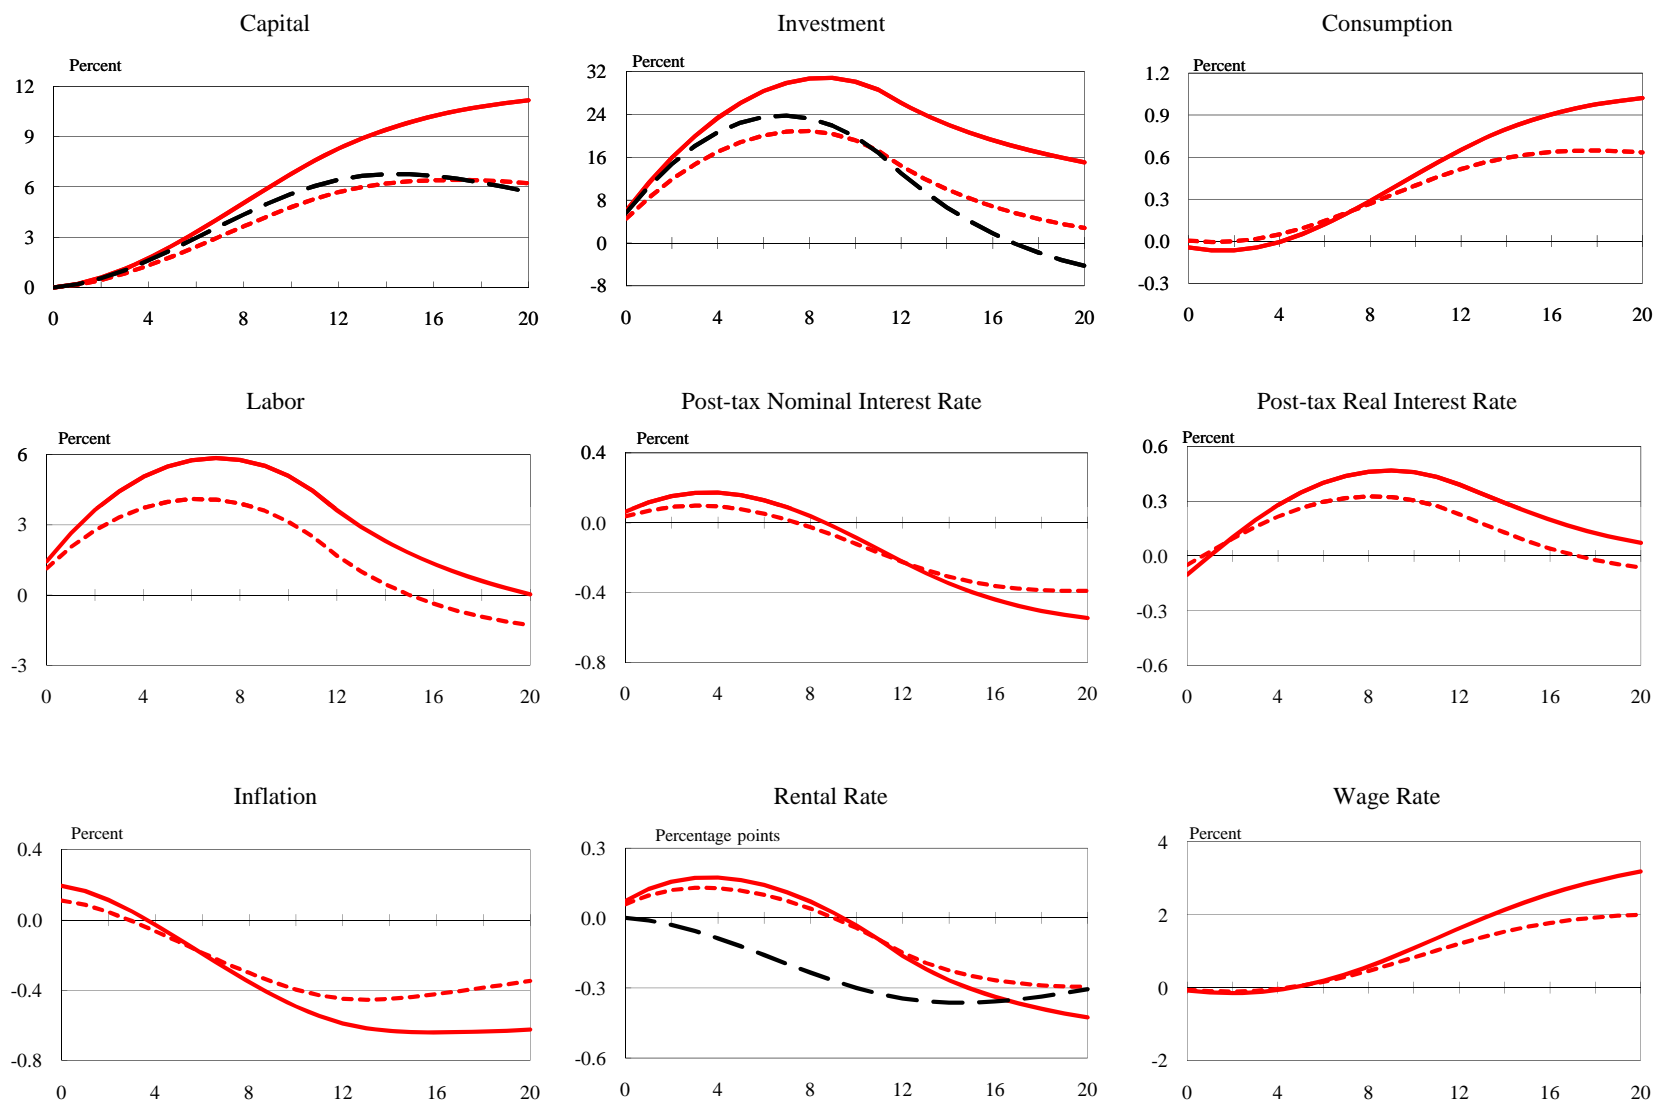 Capital Investment Consumption
Percent Percent Percent
12 32 1.2
9 24 0.9
6 16 0.6
3 8 0.3
0 0 0.0
-8 -0.3
0 4 8 12 16 20 0 4 8 12 16 20 0 4 8 12 16 20
Labor Post-tax Nominal Interest Rate Post-tax Real Interest Rate
Percent Percent Percent
6 0.4 0.6
3 0.0 0.3
0 -0.4 0.0
-3 -0.8 -0.3
-0.6
0 4 8 12 16 20 0 4 8 12 16 20 0 4 8 12 16 20
Inflation Rental Rate Wage Rate
Percent Percentage points Percent
0.4 0.3 4
0.0 0.0 2
-0.4 -0.3 0
-0.8 -0.6 -2
0 4 8 12 16 20 0 4 8 12 16 20 0 4 8 12 16 20